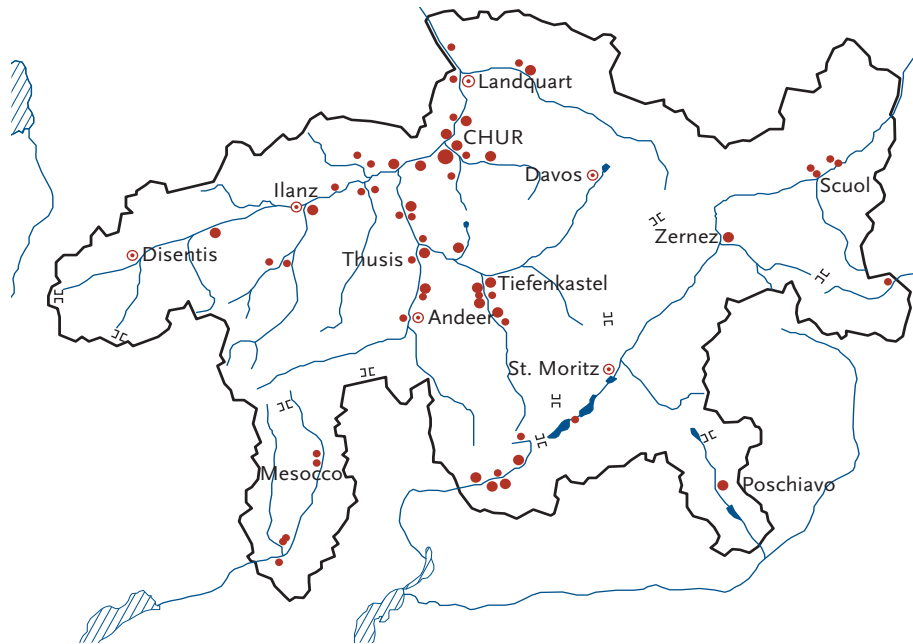 Landquart
CHUR
Davos
Scuol
Ilanz
Zernez
Disentis
Thusis
Tiefenkastel
Andeer
St. Moritz
Mesocco
Poschiavo